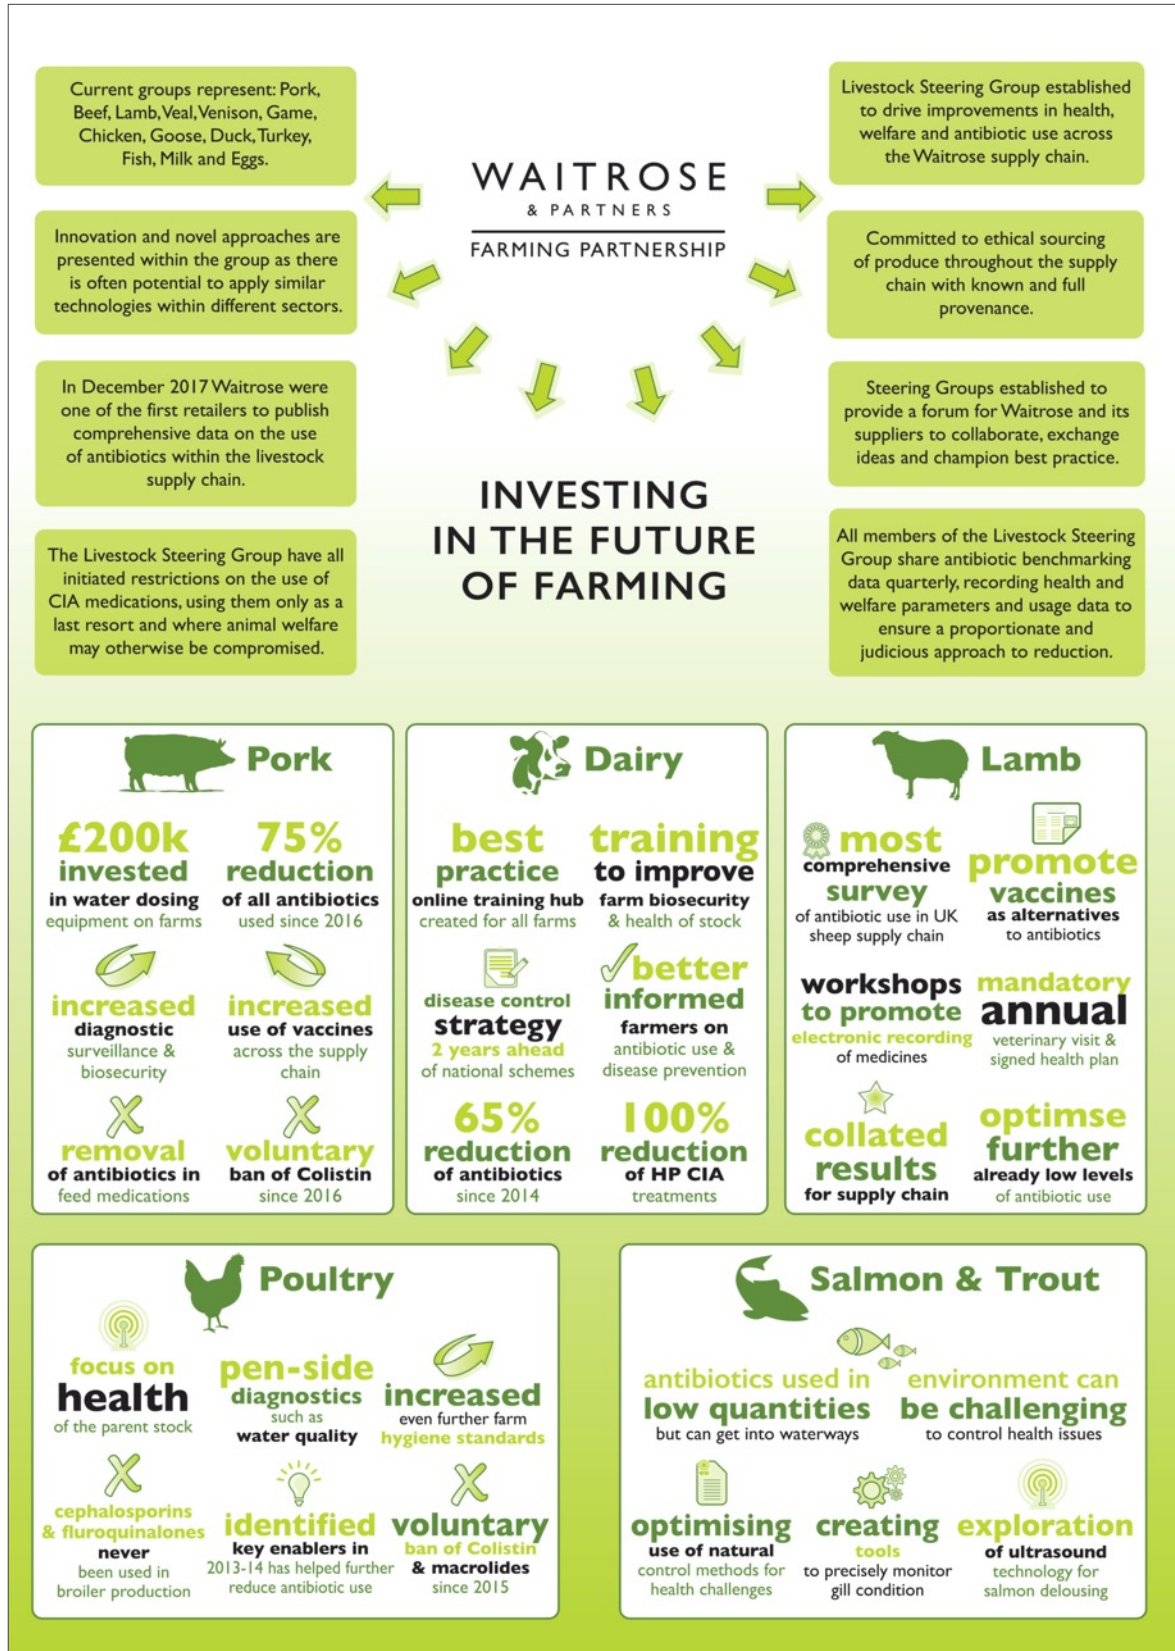 Current groups represent: Pork,
Beef, Lamb, Veal, Venison, Game,
Chicken, Goose, Duck, Turkey,
Fish, Milk and Eggs.
Innovation and novel approaches are
presented within the group as there
is often potential to apply similar
technologies within different sectors.
In December 2017 Waitrose were
one of the first retailers to publish
comprehensive data on the use
of antibiotics within the livestock
supply chain.
The Livestock Steering Group have all
initiated restrictions on the use of
CIA medications, using them only as a
last resort and where animal welfare
may otherwise be compromised.
WAITROSE
& PARTNERS
FARMING PARTNERSHIP
INVESTING
IN THE FUTURE
OF FARMING
Livestock Steering Group established
to drive improvements in health,
welfare and antibiotic use across
the Waitrose supply chain.
Committed to ethical sourcing
of produce throughout the supply
chain with known and full
provenance.
Steering Groups established to
provide a forum for Waitrose and its
suppliers to collaborate, exchange
ideas and champion best practice.
All members of the Livestock Steering
Group share antibiotic benchmarking
data quarterly, recording health and
welfare parameters and usage data to
ensure a proportionate and
judicious approach to reduction.
Pork
£200k
invested
in water dosing
equipment on farms
75%
reduction
of all antibiotics
used since 2016
increased
diagnostic
surveillance &
biosecurity
increased
use of vaccines
across the supply
chain
removal
of antibiotics in
feed medications
voluntary
ban of Colistin
since 2016
Dairy
best
practice
online training hub
created for all farms
training
to improve
farm biosecurity
& health of stock
disease control
strategy
2 years ahead
of national schemes
better
informed
farmers on
antibiotic use &
disease prevention
65%
reduction
of antibiotics
since 2014
100%
reduction
of HP CIA
treatments
Lamb
most
comprehensive
survey
of antibiotic use in UK
sheep supply chain
promote
vaccines
as alternatives
to antibiotics
workshops
to promote
electronic recording
of medicines
mandatory
annual
veterinary visit &
signed health plan
collated
results
for supply chain
optimse
further
already low levels
of antibiotic use
Poultry
focus on
health
of the parent stock
pen-side
diagnostics
such as
water quality
increased
even further farm
hygiene standards
cephalosporins
& fluroquinalones
never
been used in
broiler production
identified
key enablers in
2013-14 has helped further
reduce antibiotic use
voluntary
ban of Colistin
& macrolides
since 2015
Salmon & Trout
antibiotics used in
low quantities
but can get into waterways
environment can
be challenging
to control health issues
optimising
use of natural
control methods for
health challenges
creating
tools
to precisely monitor
gill condition
exploration
of ultrasound
technology for
salmon delousing